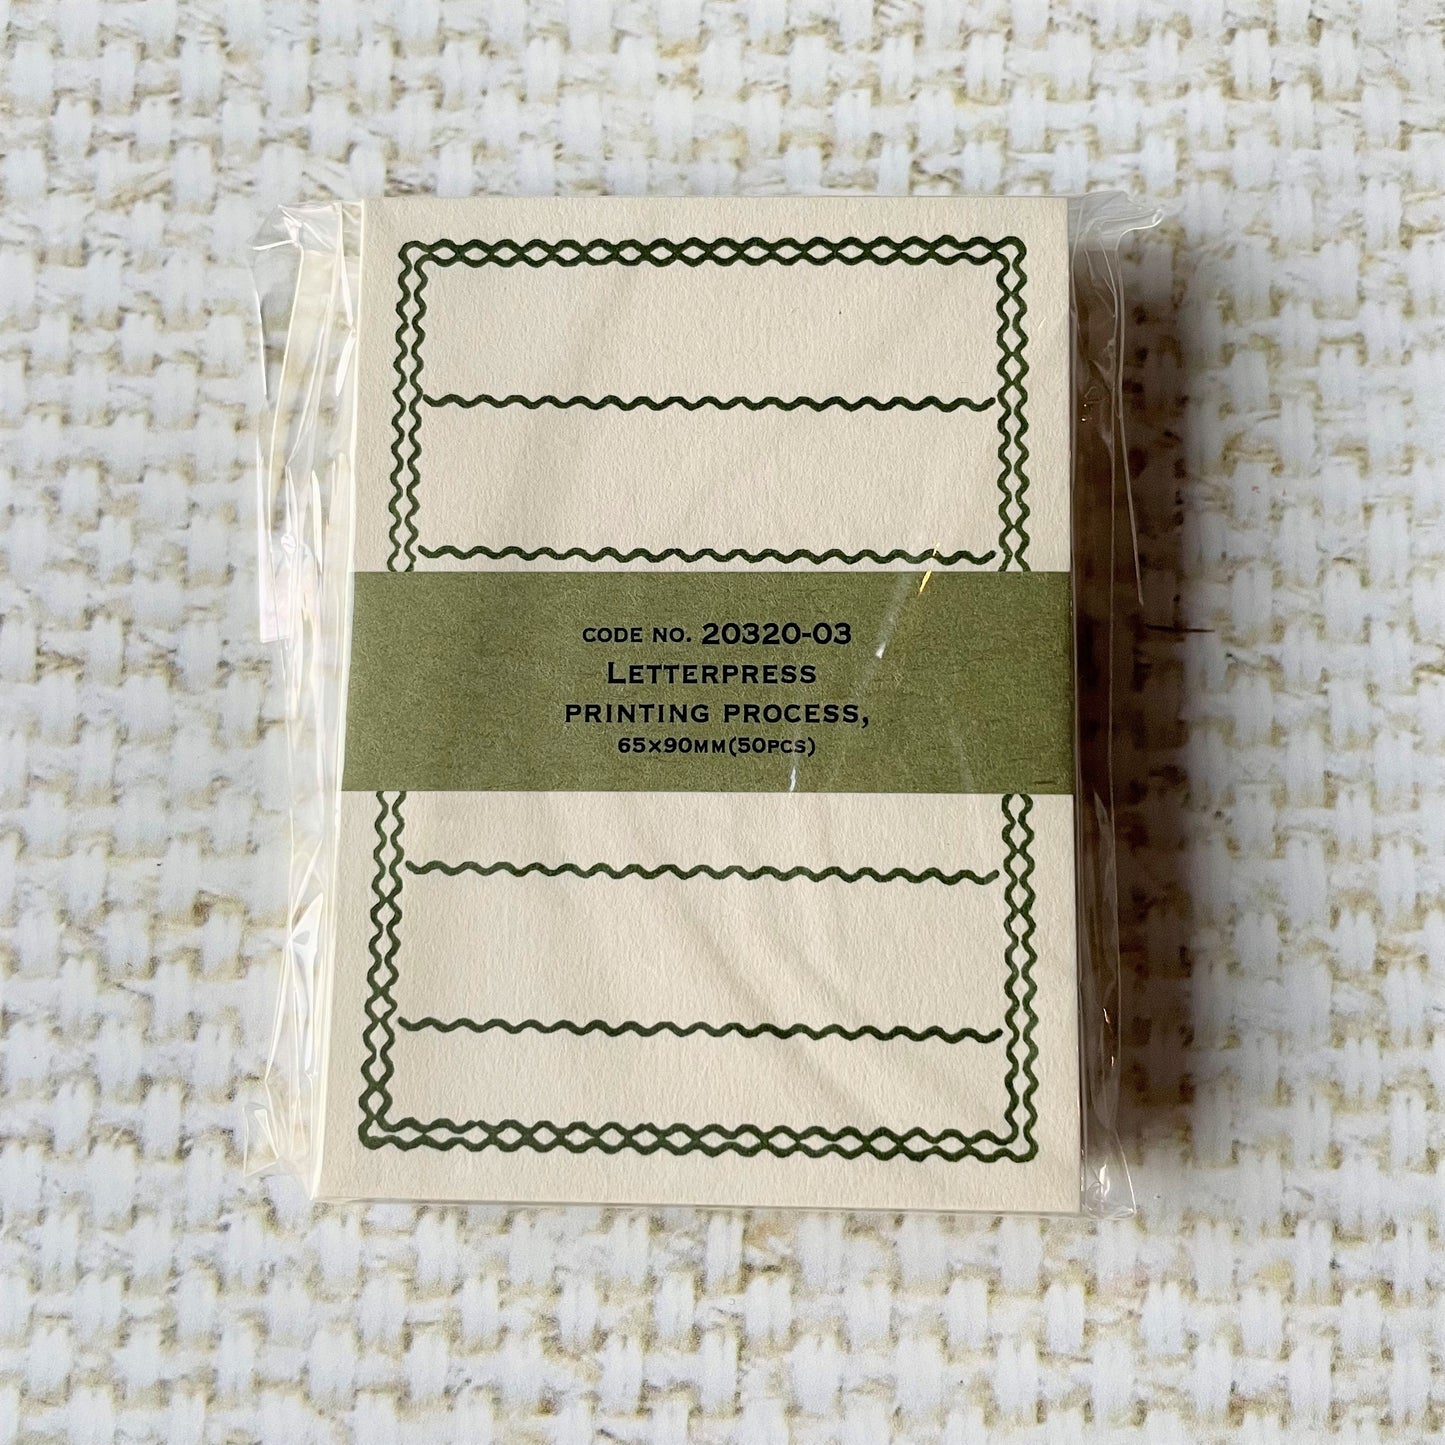 CODE NO. 20320-03
LETTERPRESS
PRINTING PROCESS,
65×90MM(50PCS)